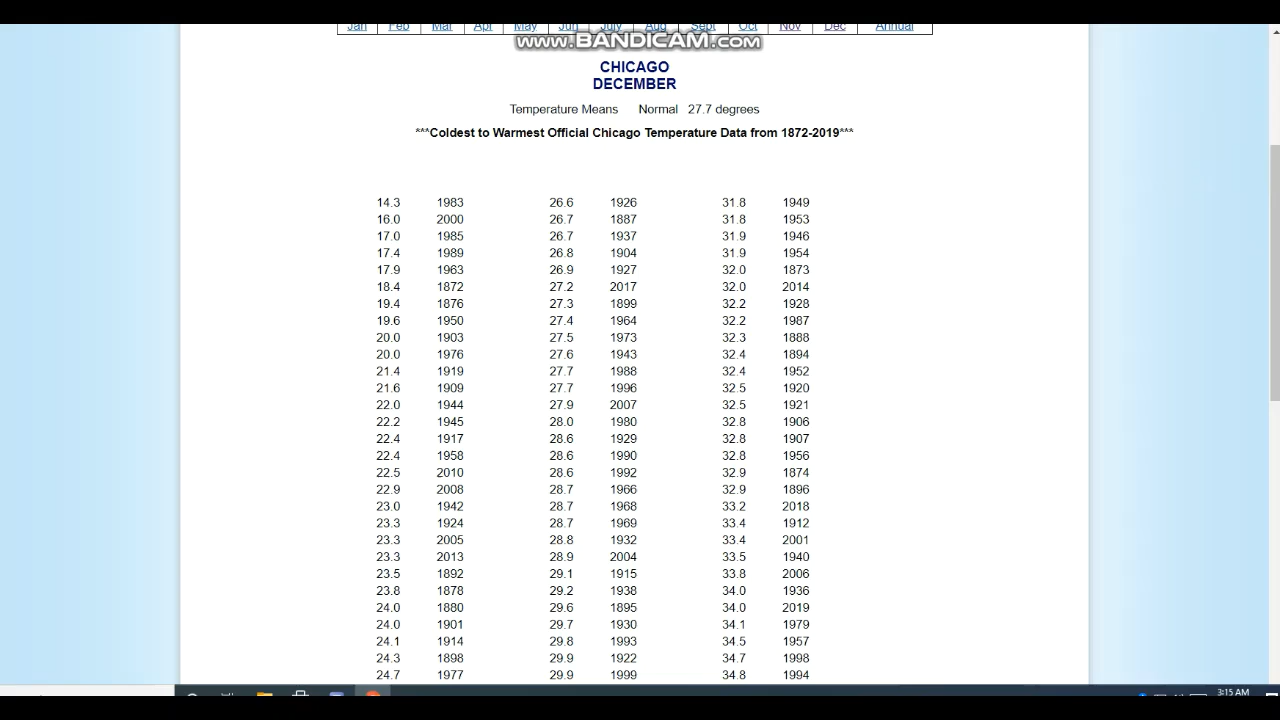 Jan Feb Mar Apr May Jun July Aug Sept Oct Nov Dec Annual
www.BANDICAM.com
CHICAGO
DECEMBER
Temperature Means Normal 27.7 degrees
***Coldest to Warmest Official Chicago Temperature Data from 1872-2019***
14.3 1983 26.6 1926 31.8 1949
16.0 2000 26.7 1887 31.8 1953
17.0 1985 26.7 1937 31.9 1946
17.4 1989 26.8 1904 31.9 1954
17.9 1963 26.9 1927 32.0 1873
18.4 1872 27.2 2017 32.0 2014
19.4 1876 27.3 1899 32.2 1928
19.6 1950 27.4 1964 32.2 1987
20.0 1903 27.5 1973 32.3 1888
20.0 1976 27.6 1943 32.4 1894
21.4 1919 27.7 1988 32.4 1952
21.6 1909 27.7 1996 32.5 1920
22.0 1944 27.9 2007 32.5 1921
22.2 1945 28.0 1980 32.8 1906
22.4 1917 28.6 1929 32.8 1907
22.4 1958 28.6 1990 32.8 1956
22.5 2010 28.6 1992 32.9 1874
22.9 2008 28.7 1966 32.9 1896
23.0 1942 28.7 1968 33.2 2018
23.3 1924 28.7 1969 33.4 1912
23.3 2005 28.8 1932 33.4 2001
23.3 2013 28.9 2004 33.5 1940
23.5 1892 29.1 1915 33.8 2006
23.8 1878 29.2 1938 34.0 1936
24.0 1880 29.6 1895 34.0 2019
24.0 1901 29.7 1930 34.1 1979
24.1 1914 29.8 1993 34.5 1957
24.3 1898 29.9 1922 34.7 1998
24.7 1977 29.9 1999 34.8 1994
3:15 AM